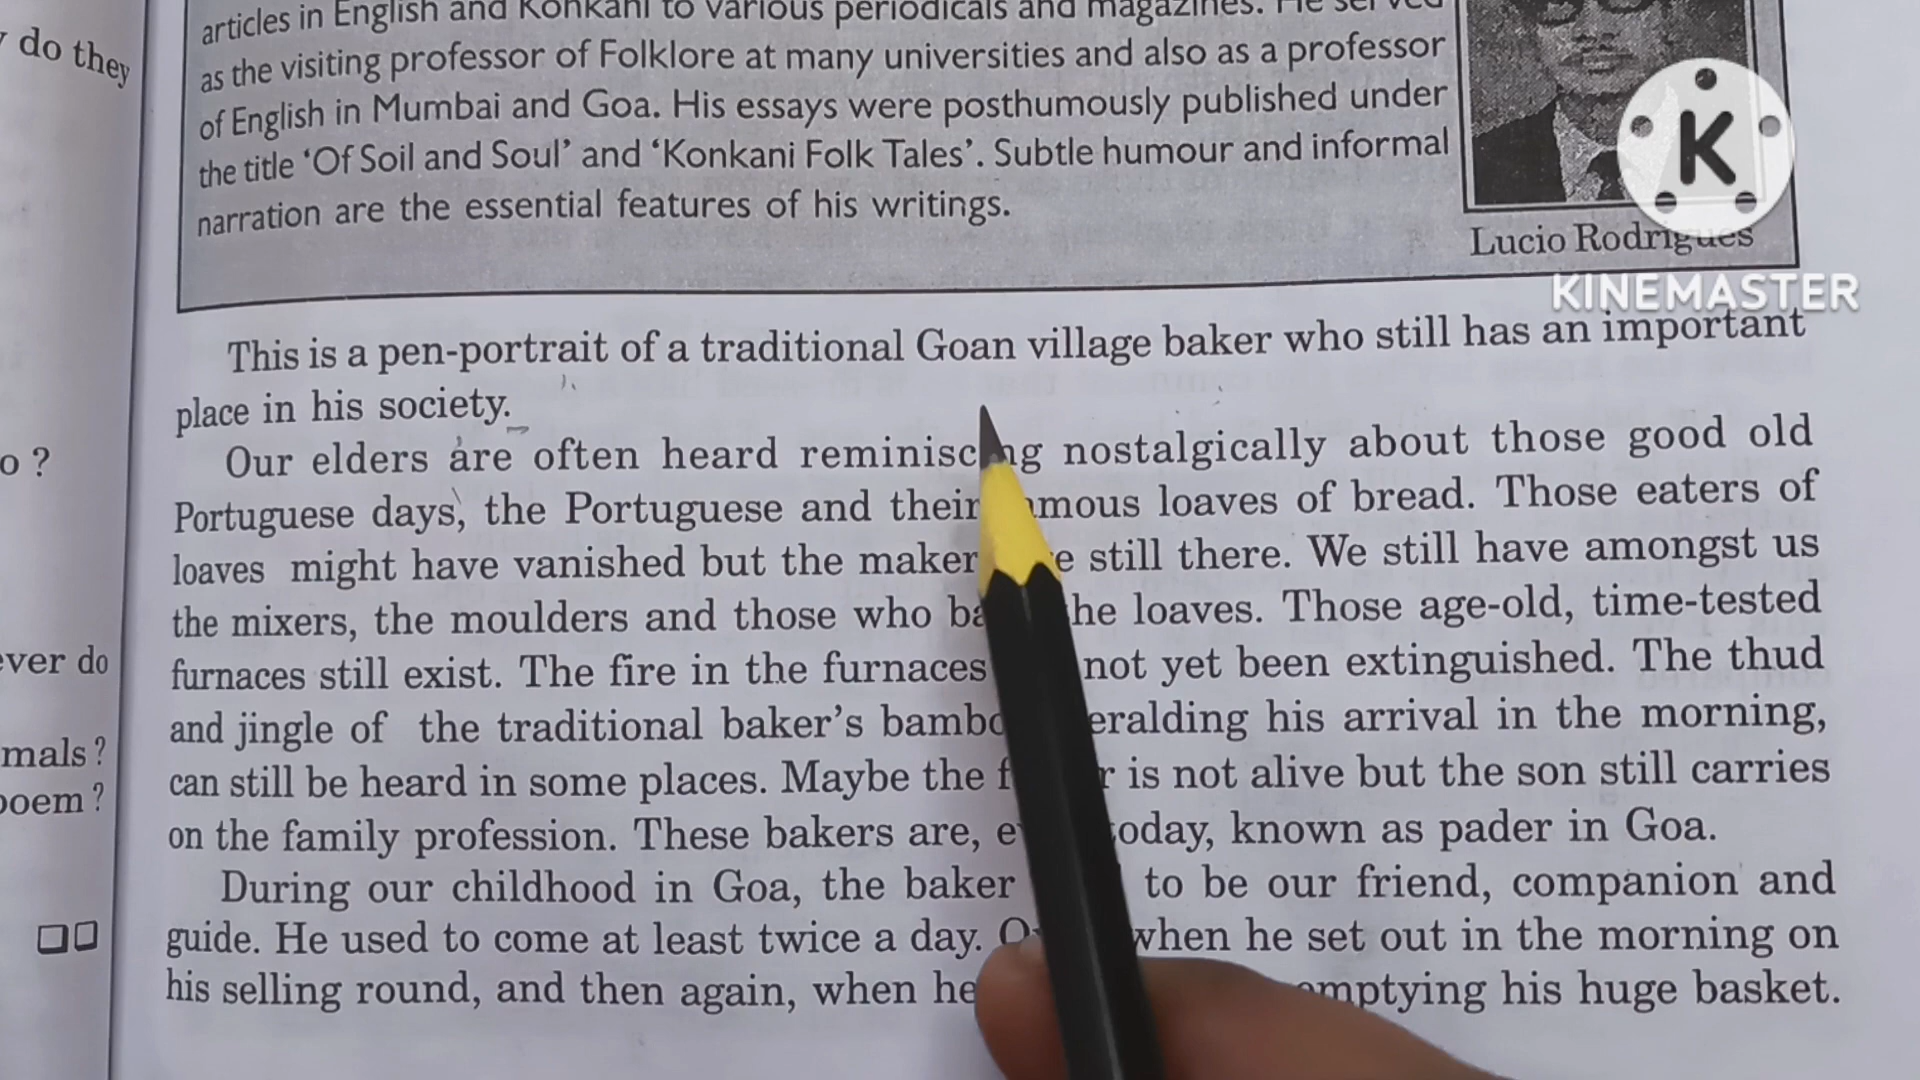 articles in English and Konkani to various periodicals and magazines. He served
as the visiting professor of Folklore at many universities and also as a professor
of English in Mumbai and Goa. His essays were posthumously published under
the title ‘Of Soil and Soul’ and ‘Konkani Folk Tales’. Subtle humour and informal
narration are the essential features of his writings.
Lucio Rodrigues
K
KINEMASTER
do they
o ?
ver do
mals ?
poem ?
This is a pen-portrait of a traditional Goan village baker who still has an important
place in his society.
Our elders are often heard reminiscing nostalgically about those good old
Portuguese days, the Portuguese and their famous loaves of bread. Those eaters of
loaves might have vanished but the makers are still there. We still have amongst us
the mixers, the moulders and those who bake the loaves. Those age-old, time-tested
furnaces still exist. The fire in the furnaces not yet been extinguished. The thud
and jingle of the traditional baker’s bamboo, heralding his arrival in the morning,
can still be heard in some places. Maybe the father is not alive but the son still carries
on the family profession. These bakers are, even today, known as pader in Goa.
During our childhood in Goa, the baker to be our friend, companion and
guide. He used to come at least twice a day. Once, when he set out in the morning on
his selling round, and then again, when he emptying his huge basket.